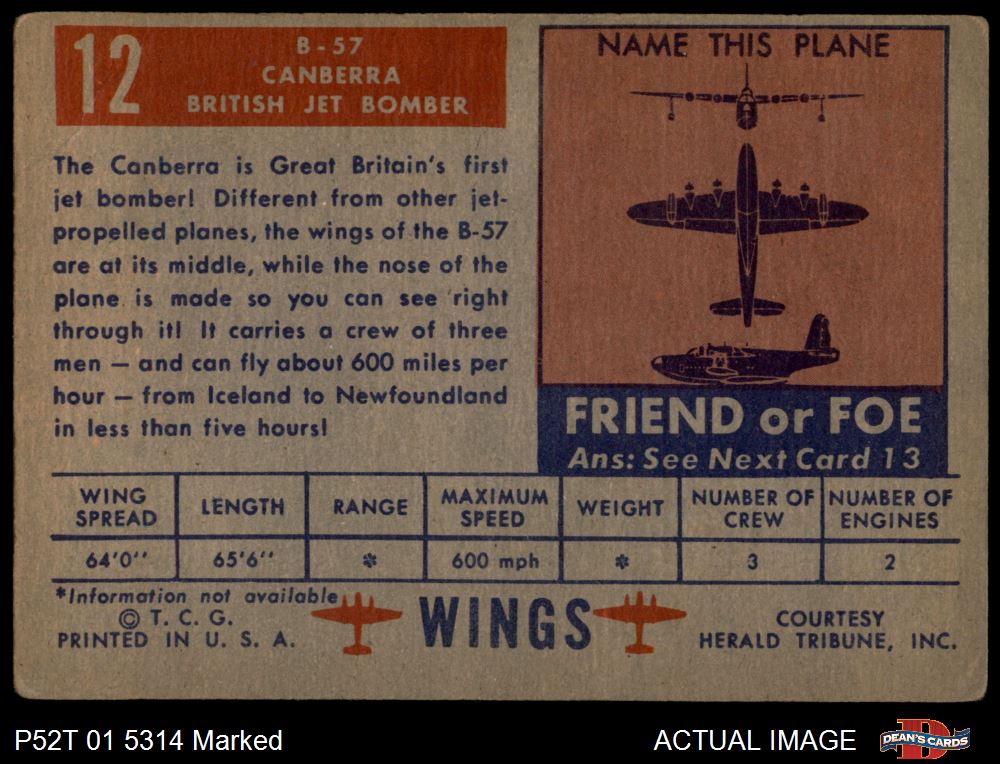 12
B-57
CANBERRA
BRITISH JET BOMBER
The Canberra is Great Britain's first
jet bomber! Different from other jet-
propelled planes, the wings of the B-57
are at its middle, while the nose of the
plane is made so you can see right
through it! It carries a crew of three
men — and can fly about 600 miles per
hour — from Iceland to Newfoundland
in less than five hours!
NAME THIS PLANE
FRIEND or FOE
Ans: See Next Card 13
WING SPREAD
LENGTH
RANGE
MAXIMUM SPEED
WEIGHT
NUMBER OF CREW
NUMBER OF ENGINES
64'0''
65'6''
*
600 mph
*
3
2
*Information not available
© T. C. G.
PRINTED IN U. S. A.
WINGS
COURTESY
HERALD TRIBUNE, INC.
P52T 01 5314 Marked
ACTUAL IMAGE
D
DEAN'S CARDS